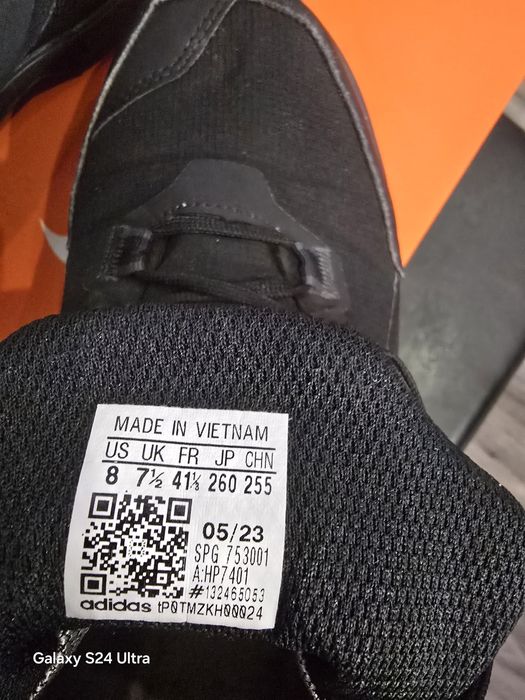 MADE IN VIETNAM
US UK FR JP CHN
8 7½ 41⅓ 260 255
05/23
SPG 753001
A:HP7401
#132465053
adidas tP0TMZKH00024
Galaxy S24 Ultra